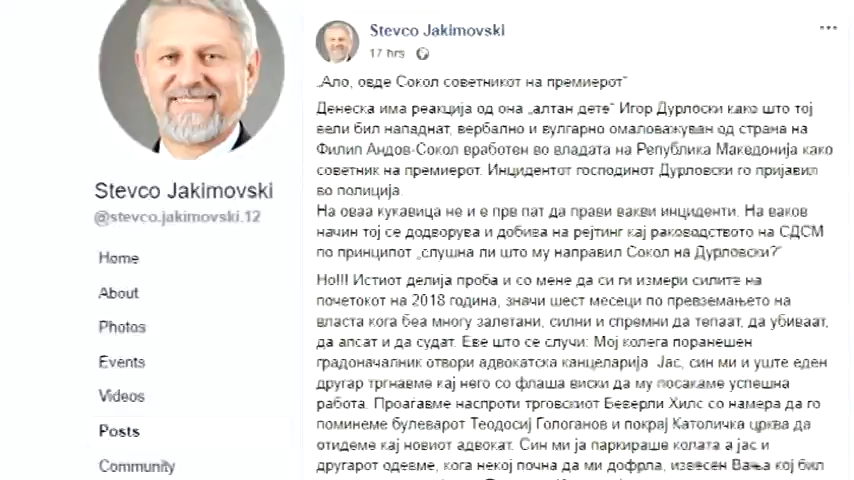 Stevco Jakimovski
17 hrs
„Ало, овде Сокол советникот на премиерот“
Денеска има реакција од она „алтан дете“ Игор Дурлоски како што тој
вели бил нападнат, вербално и вулгарно омаловажуван од страна на
Филип Андов-Сокол вработен во владата на Република Македонија како
советник на премиерот. Инцидентот господинот Дурловски го пријавил
во полиција.
На оваа кукавица не и е прв пат да прави вакви инциденти. На ваков
начин тој се додворува и добива на рејтинг кај раководството на СДСМ
по принципот „слушна ли што му направил Сокол на Дурловски?“
Но!!! Истиот делија проба и со мене да си ги измери силите на
почетокот на 2018 година, значи шест месеци по превземањето на
власта кога беа многу залетани, силни и спремни да тепаат, да убиваат,
да апсат и да судат. Еве што се случи: Мој колега поранешен
градоначалник отвори адвокатска канцеларија. Јас, син ми и уште еден
другар тргнавме кај него со флаша виски да му посакаме успешна
работа. Проаѓавме наспроти трговскиот Беверли Хилс со намера да го
поминеме булеварот Теодосиј Гологанов и покрај Католичка црква да
отидеме кај новиот адвокат. Син ми ја паркираше колата а јас и
другарот одевме, кога некој почна да ми дофрла, извесен Вања кој бил
Stevco Jakimovski
@stevco.jakimovski.12
Home
About
Photos
Events
Videos
Posts
Community